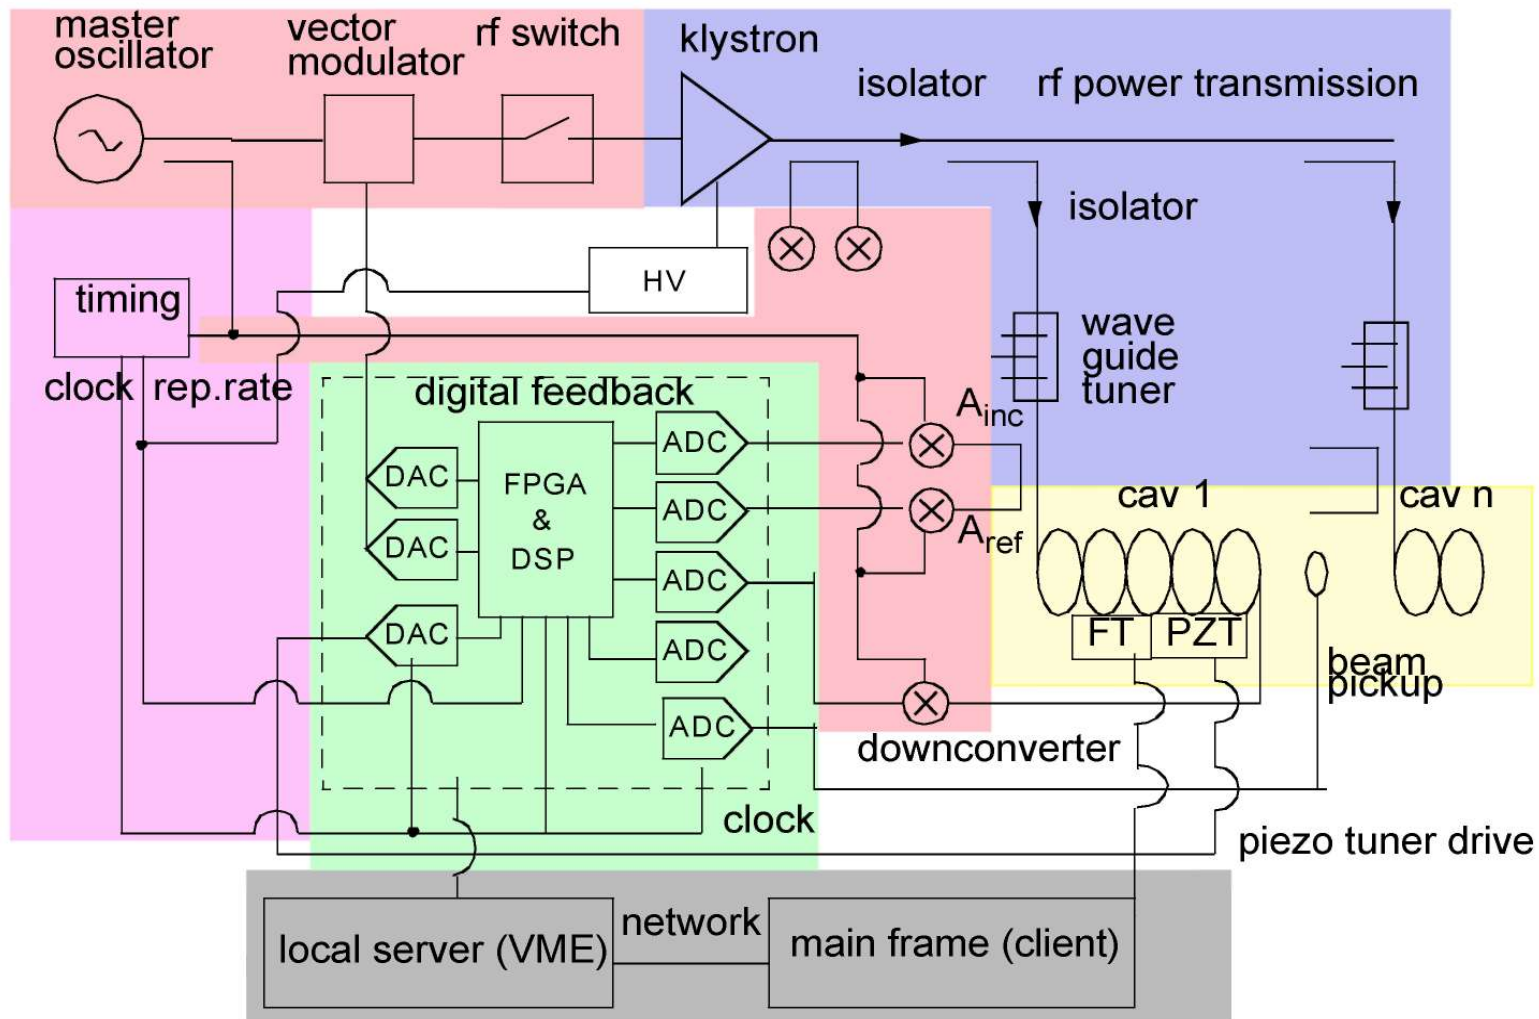 master
oscillator
vector
modulator
rf switch
klystron
isolator
rf power transmission
isolator
HV
timing
clock
rep.rate
wave
guide
tuner
digital feedback
A inc
ADC
DAC
FPGA
&
DSP
ADC
A ref
DAC
ADC
DAC
ADC
ADC
cav 1
cav n
FT
PZT
beam
pickup
downconverter
clock
piezo tuner drive
local server (VME)
network
main frame (client)